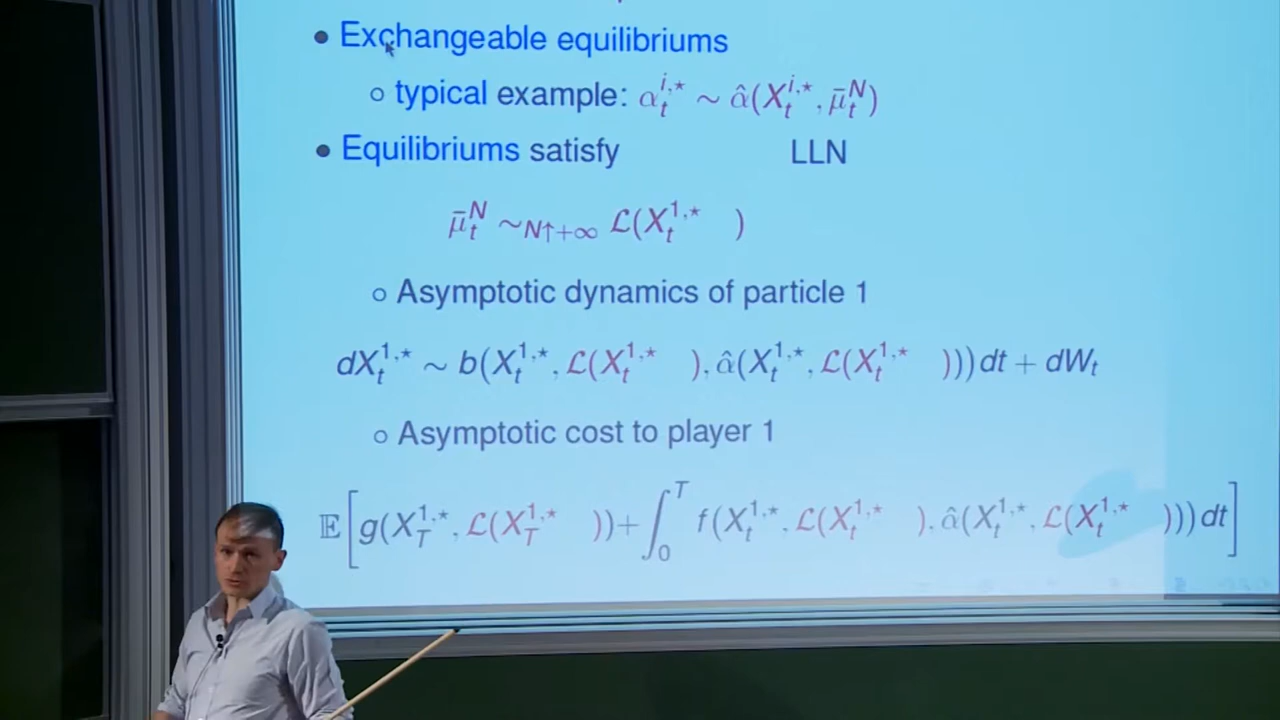 • Exchangeable equilibriums
○ typical example: α_t^{i,⋆} ∼ α̂(X_t^{i,⋆}, μ̄_t^N)
• Equilibriums satisfy LLN
μ̄_t^N ∼_{N↑+∞} ℒ(X_t^{1,⋆} )
○ Asymptotic dynamics of particle 1
dX_t^{1,⋆} ∼ b(X_t^{1,⋆}, ℒ(X_t^{1,⋆} ), α̂(X_t^{1,⋆}, ℒ(X_t^{1,⋆} )))dt + dW_t
○ Asymptotic cost to player 1
𝔼[g(X_T^{1,⋆}, ℒ(X_T^{1,⋆} ))+∫_0^T f(X_t^{1,⋆}, ℒ(X_t^{1,⋆} ), α̂(X_t^{1,⋆}, ℒ(X_t^{1,⋆} )))dt]